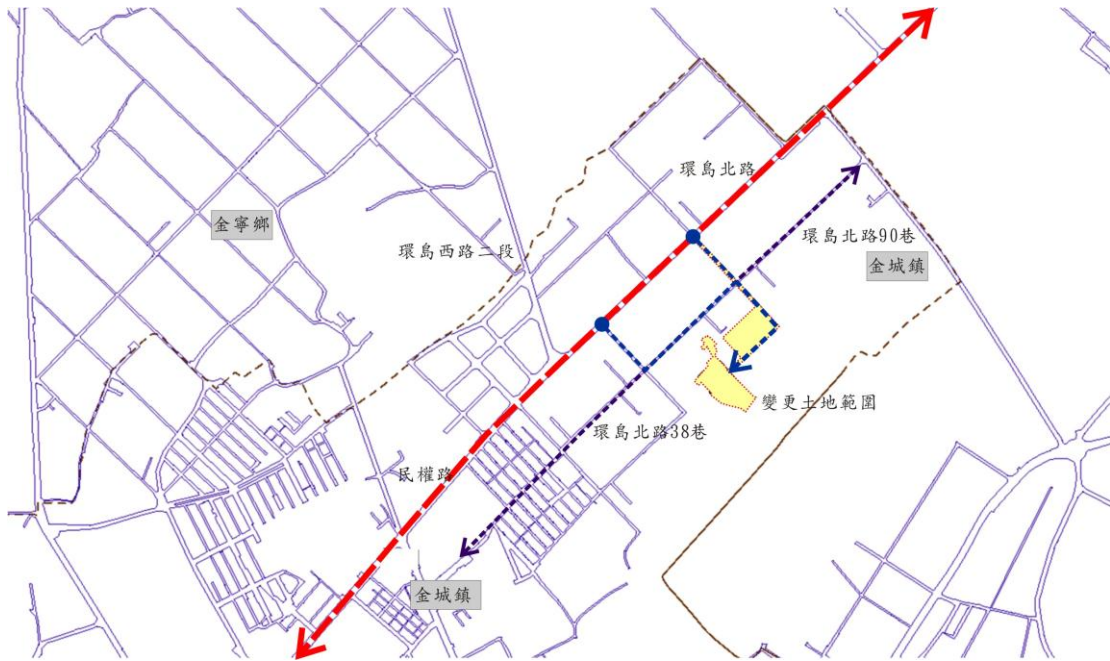 環島北路
金寧鄉
環島北路90巷
環島西路二段
金城鎮
變更土地範圍
環島北路38巷
民權路
金城鎮